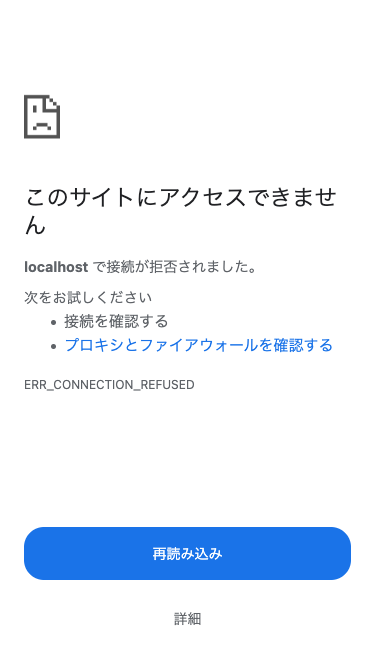 このサイトにアクセスできませ
ん
localhost で接続が拒否されました。
次をお試しください
• 接続を確認する
• プロキシとファイアウォールを確認する
ERR_CONNECTION_REFUSED
再読み込み
詳細